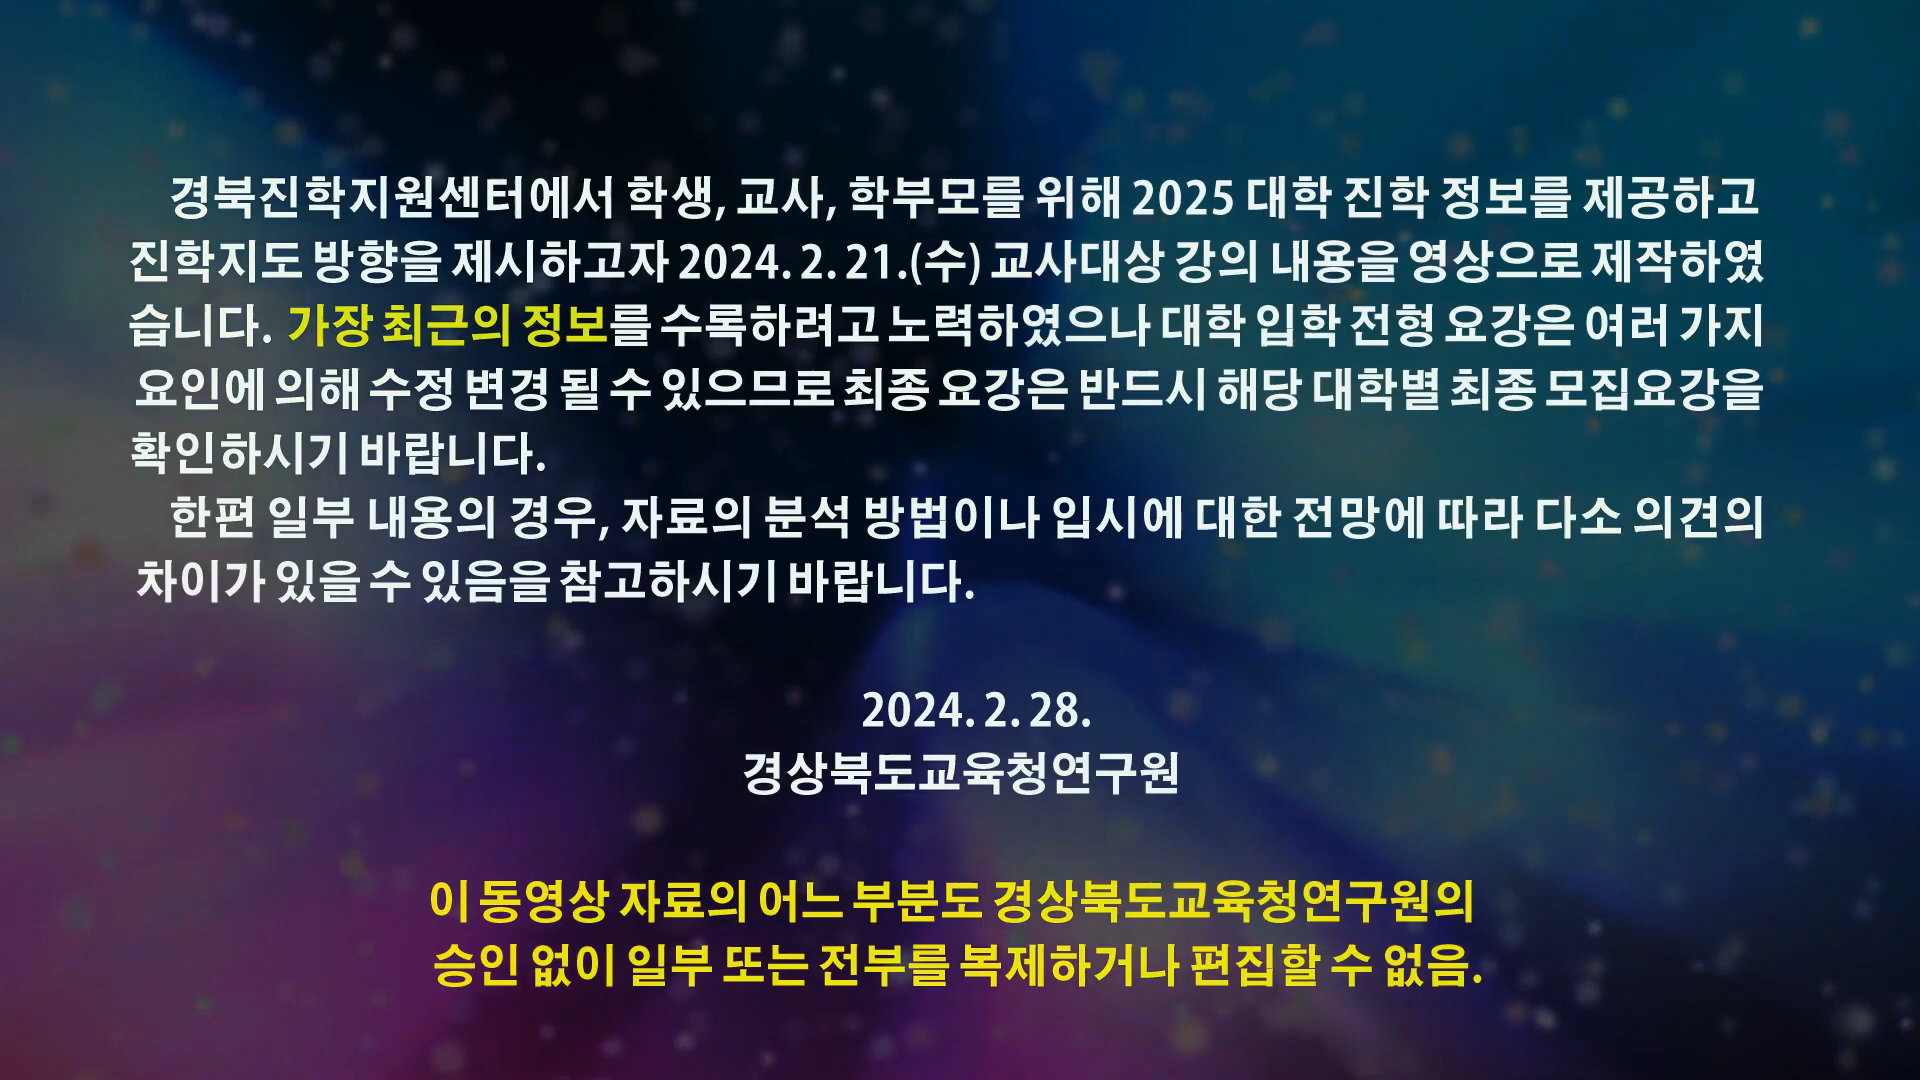 경북진학지원센터에서 학생, 교사, 학부모를 위해 2025 대학 진학 정보를 제공하고
진학지도 방향을 제시하고자 2024. 2. 21.(수) 교사대상 강의 내용을 영상으로 제작하였
습니다. 가장 최근의 정보를 수록하려고 노력하였으나 대학 입학 전형 요강은 여러 가지
요인에 의해 수정 변경 될 수 있으므로 최종 요강은 반드시 해당 대학별 최종 모집요강을
확인하시기 바랍니다.
한편 일부 내용의 경우, 자료의 분석 방법이나 입시에 대한 전망에 따라 다소 의견의
차이가 있을 수 있음을 참고하시기 바랍니다.
2024. 2. 28.
경상북도교육청연구원
이 동영상 자료의 어느 부분도 경상북도교육청연구원의
승인 없이 일부 또는 전부를 복제하거나 편집할 수 없음.